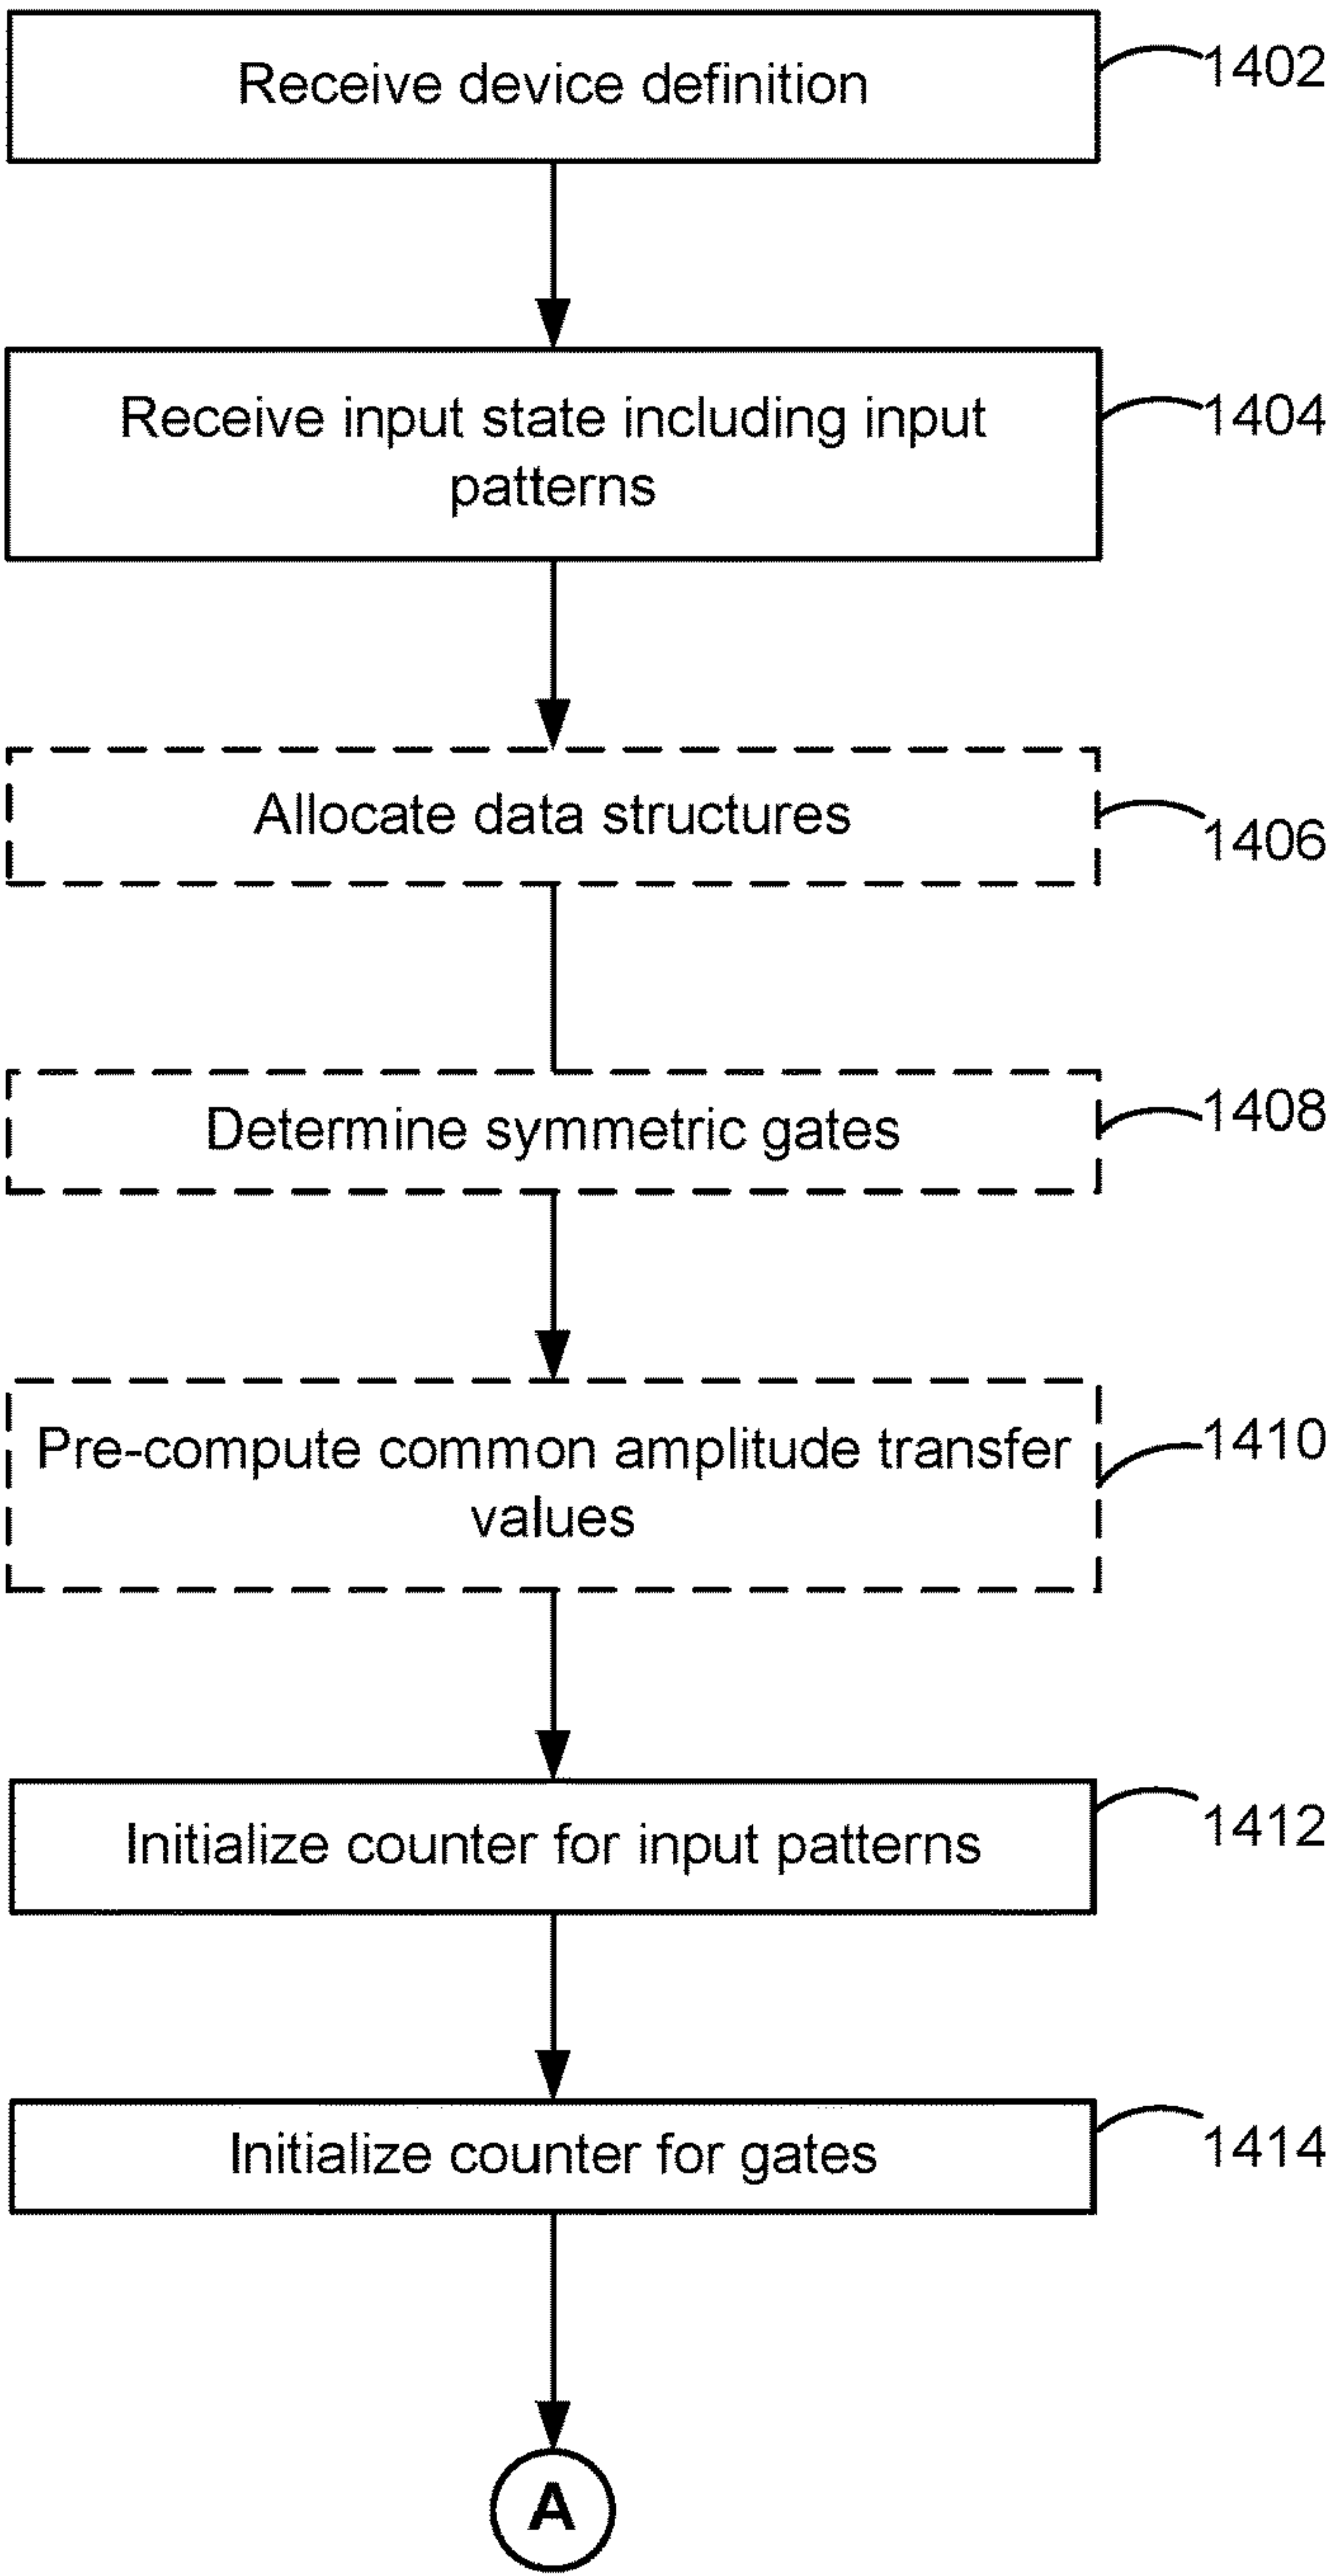 Receive device definition
1402
Receive input state including input
patterns
1404
Allocate data structures
1406
Determine symmetric gates
1408
Pre-compute common amplitude transfer
values
1410
Initialize counter for input patterns
1412
Initialize counter for gates
1414
A